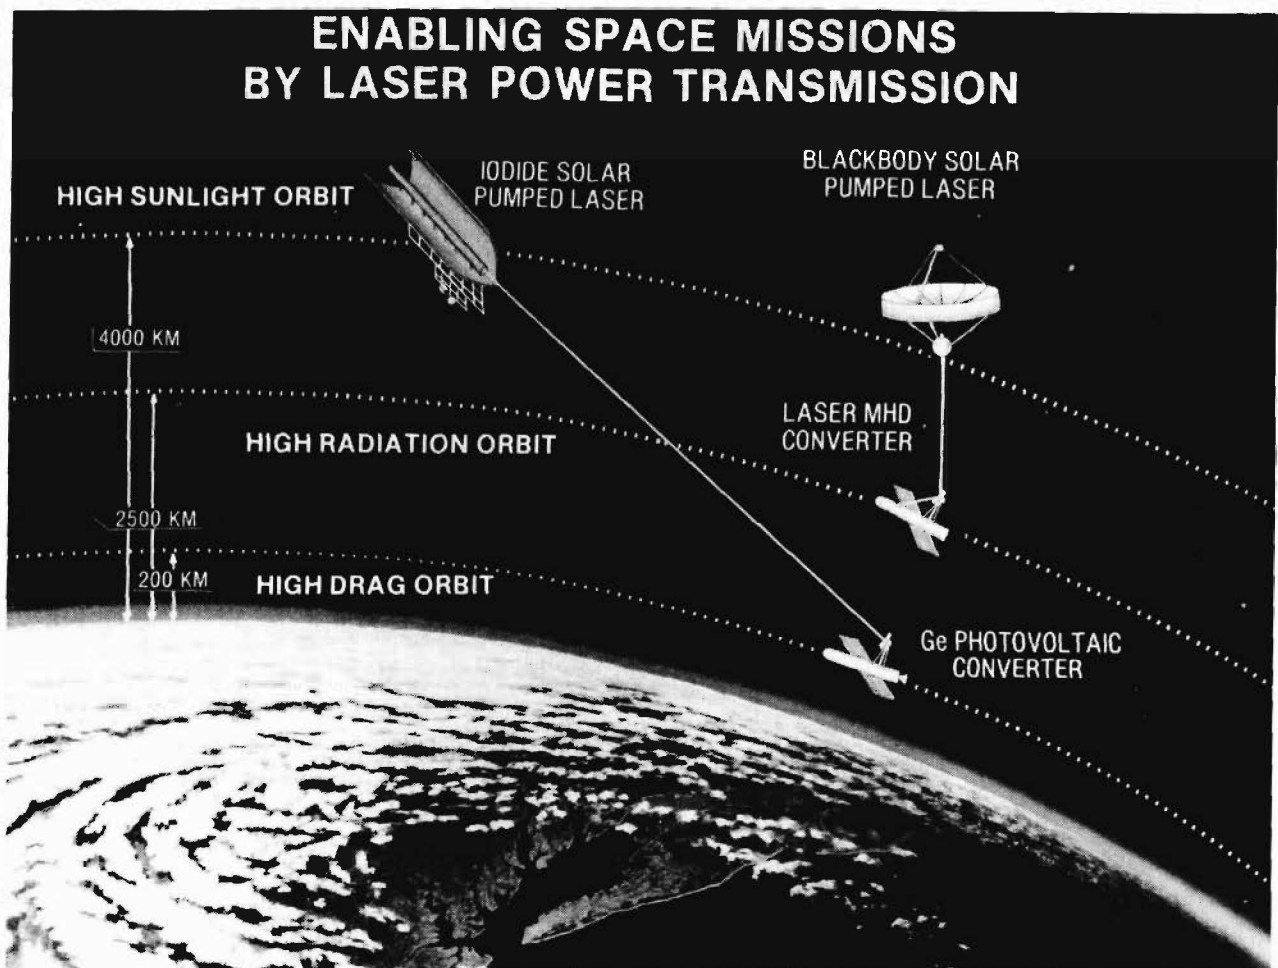 ENABLING SPACE MISSIONS
BY LASER POWER TRANSMISSION
IODIDE SOLAR
PUMPED LASER
BLACKBODY SOLAR
PUMPED LASER
HIGH SUNLIGHT ORBIT
4000 KM
LASER MHD
CONVERTER
HIGH RADIATION ORBIT
2500 KM
200 KM
HIGH DRAG ORBIT
Ge PHOTOVOLTAIC
CONVERTER